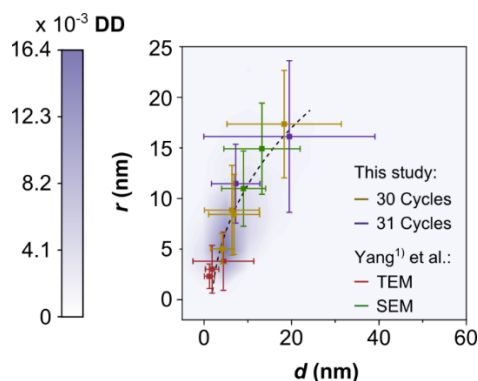 x 10⁻³ DD
16.4
12.3
8.2
4.1
0
25
20
15
10
5
0
r (nm)
This study:
30 Cycles
31 Cycles
Yang¹⁾ et al.:
TEM
SEM
0 20 40 60
d (nm)